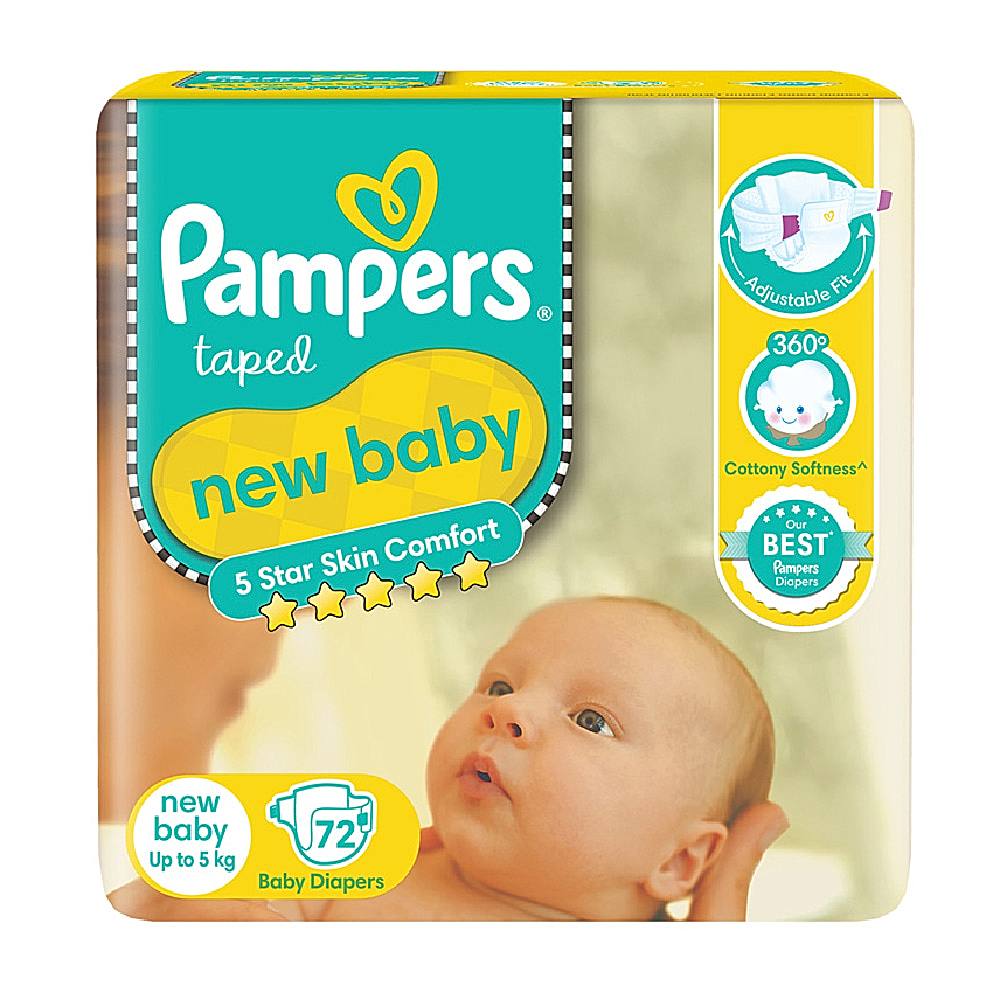 Pampers®
taped
new baby
5 Star Skin Comfort
Adjustable Fit
360°
Cottony Softness^
Our
BEST*
Pampers
Diapers
new
baby
Up to 5 kg
72
Baby Diapers